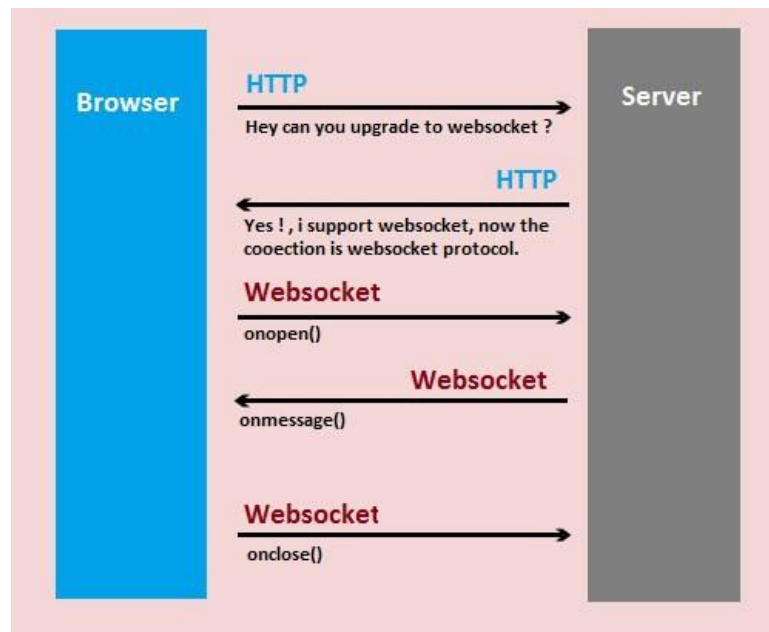 Browser
Server
HTTP
Hey can you upgrade to websocket ?
HTTP
Yes ! , i support websocket, now the
cooection is websocket protocol.
Websocket
onopen()
Websocket
onmessage()
Websocket
onclose()